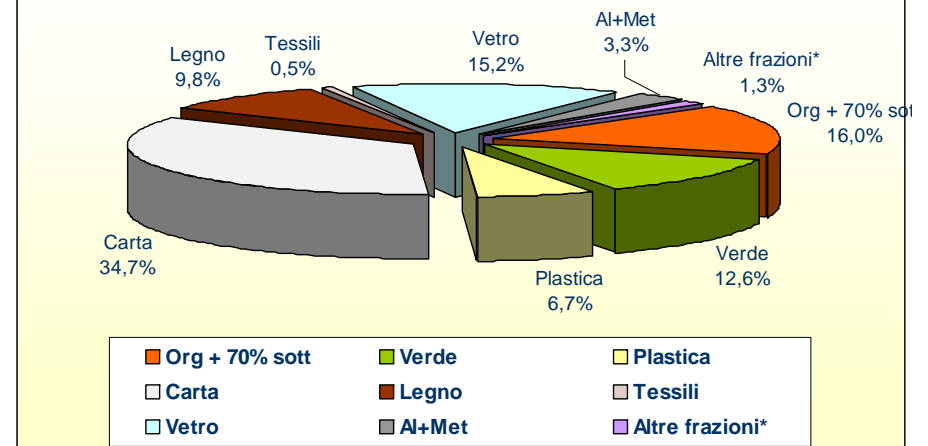 Al+Met
3,3%
Vetro
15,2%
Tessili
0,5%
Legno
9,8%
Altre frazioni*
1,3%
Org + 70% sot
16,0%
Carta
34,7%
Verde
12,6%
Plastica
6,7%
Org + 70% sott
Verde
Plastica
Carta
Legno
Tessili
Vetro
Al+Met
Altre frazioni*